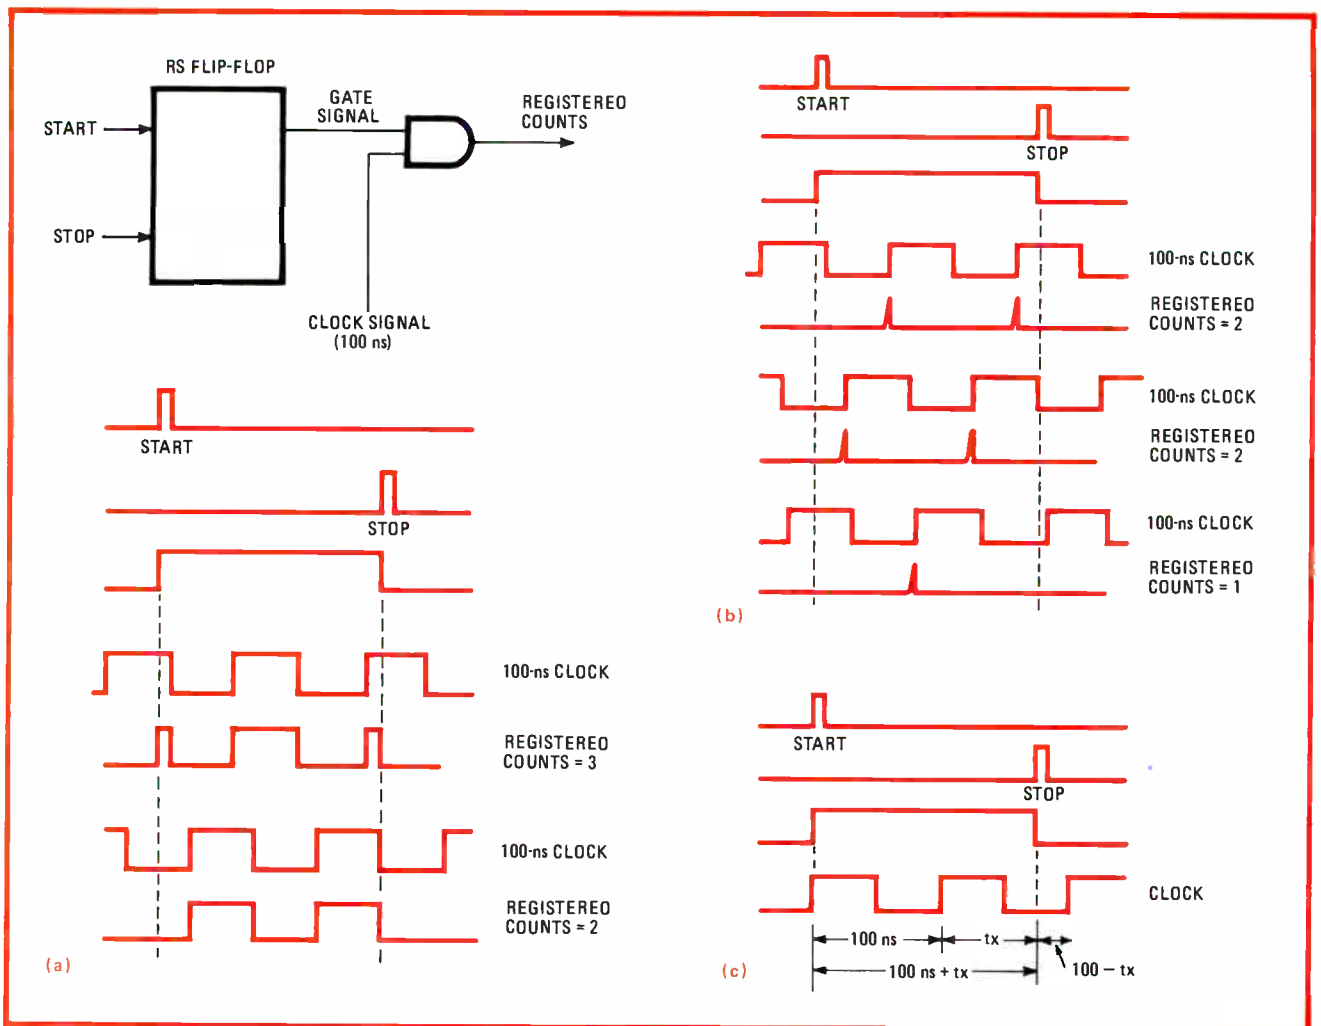 RS FLIP-FLOP
START
STOP
GATE
SIGNAL
REGISTERED
COUNTS
CLOCK SIGNAL
(100 ns)
START
STOP
100-ns CLOCK
REGISTERED
COUNTS = 3
100-ns CLOCK
REGISTERED
COUNTS = 2
(a)
START
STOP
100-ns CLOCK
REGISTERED
COUNTS = 2
100-ns CLOCK
REGISTERED
COUNTS = 2
100-ns CLOCK
REGISTERED
COUNTS = 1
(b)
START
STOP
CLOCK
100 ns
tx
100 ns + tx
100 – tx
(c)